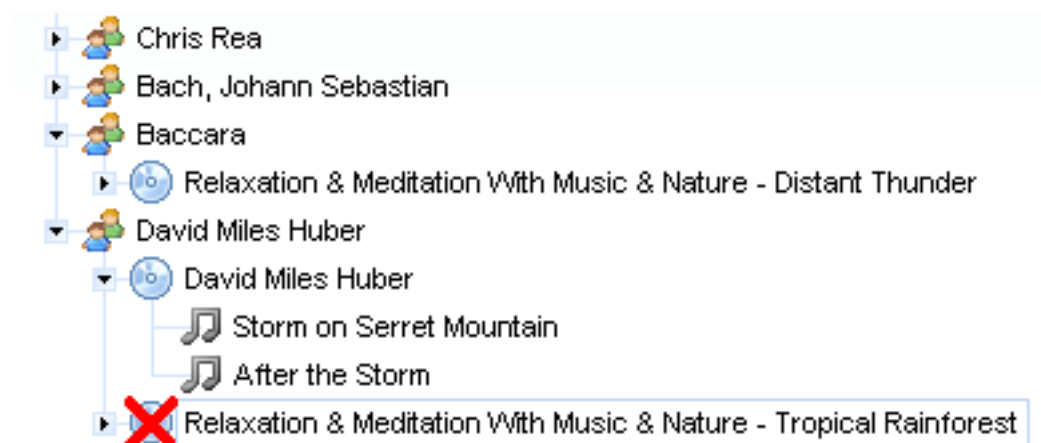 Chris Rea
Bach, Johann Sebastian
Baccara
Relaxation & Meditation With Music & Nature - Distant Thunder
David Miles Huber
David Miles Huber
Storm on Serret Mountain
After the Storm
Relaxation & Meditation With Music & Nature - Tropical Rainforest